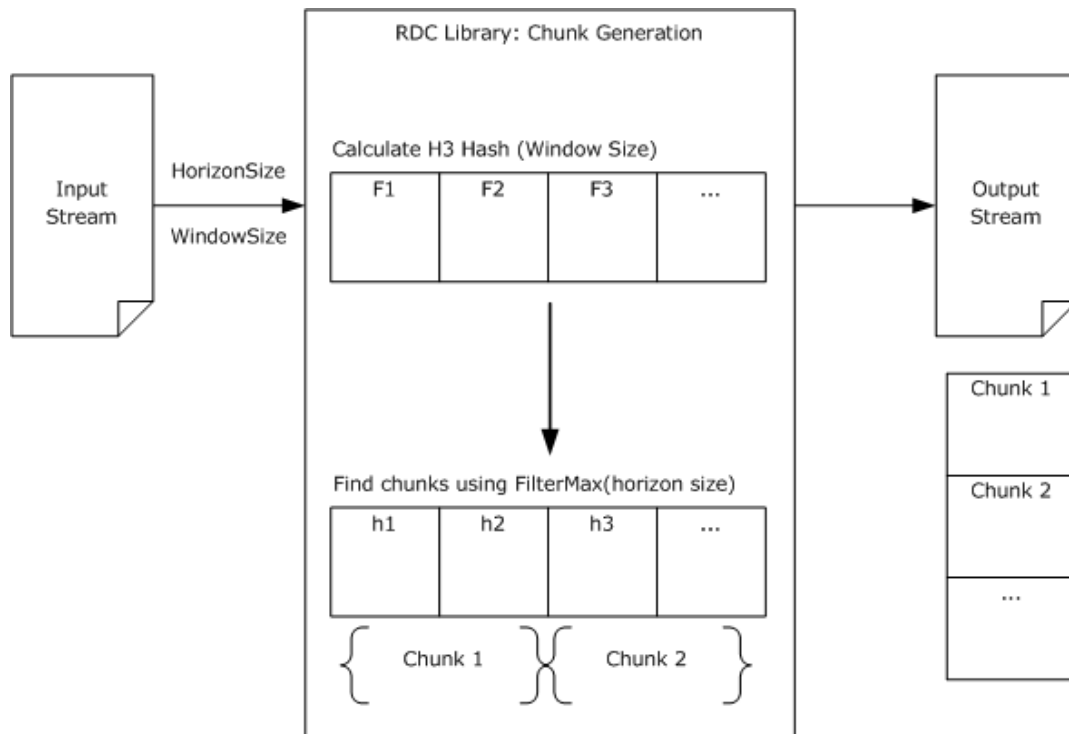 RDC Library: Chunk Generation
Input
Stream
HorizonSize
WindowSize
Calculate H3 Hash (Window Size)
F1 F2 F3 ...
Find chunks using FilterMax(horizon size)
h1 h2 h3 ...
Chunk 1 Chunk 2
Output
Stream
Chunk 1
Chunk 2
...